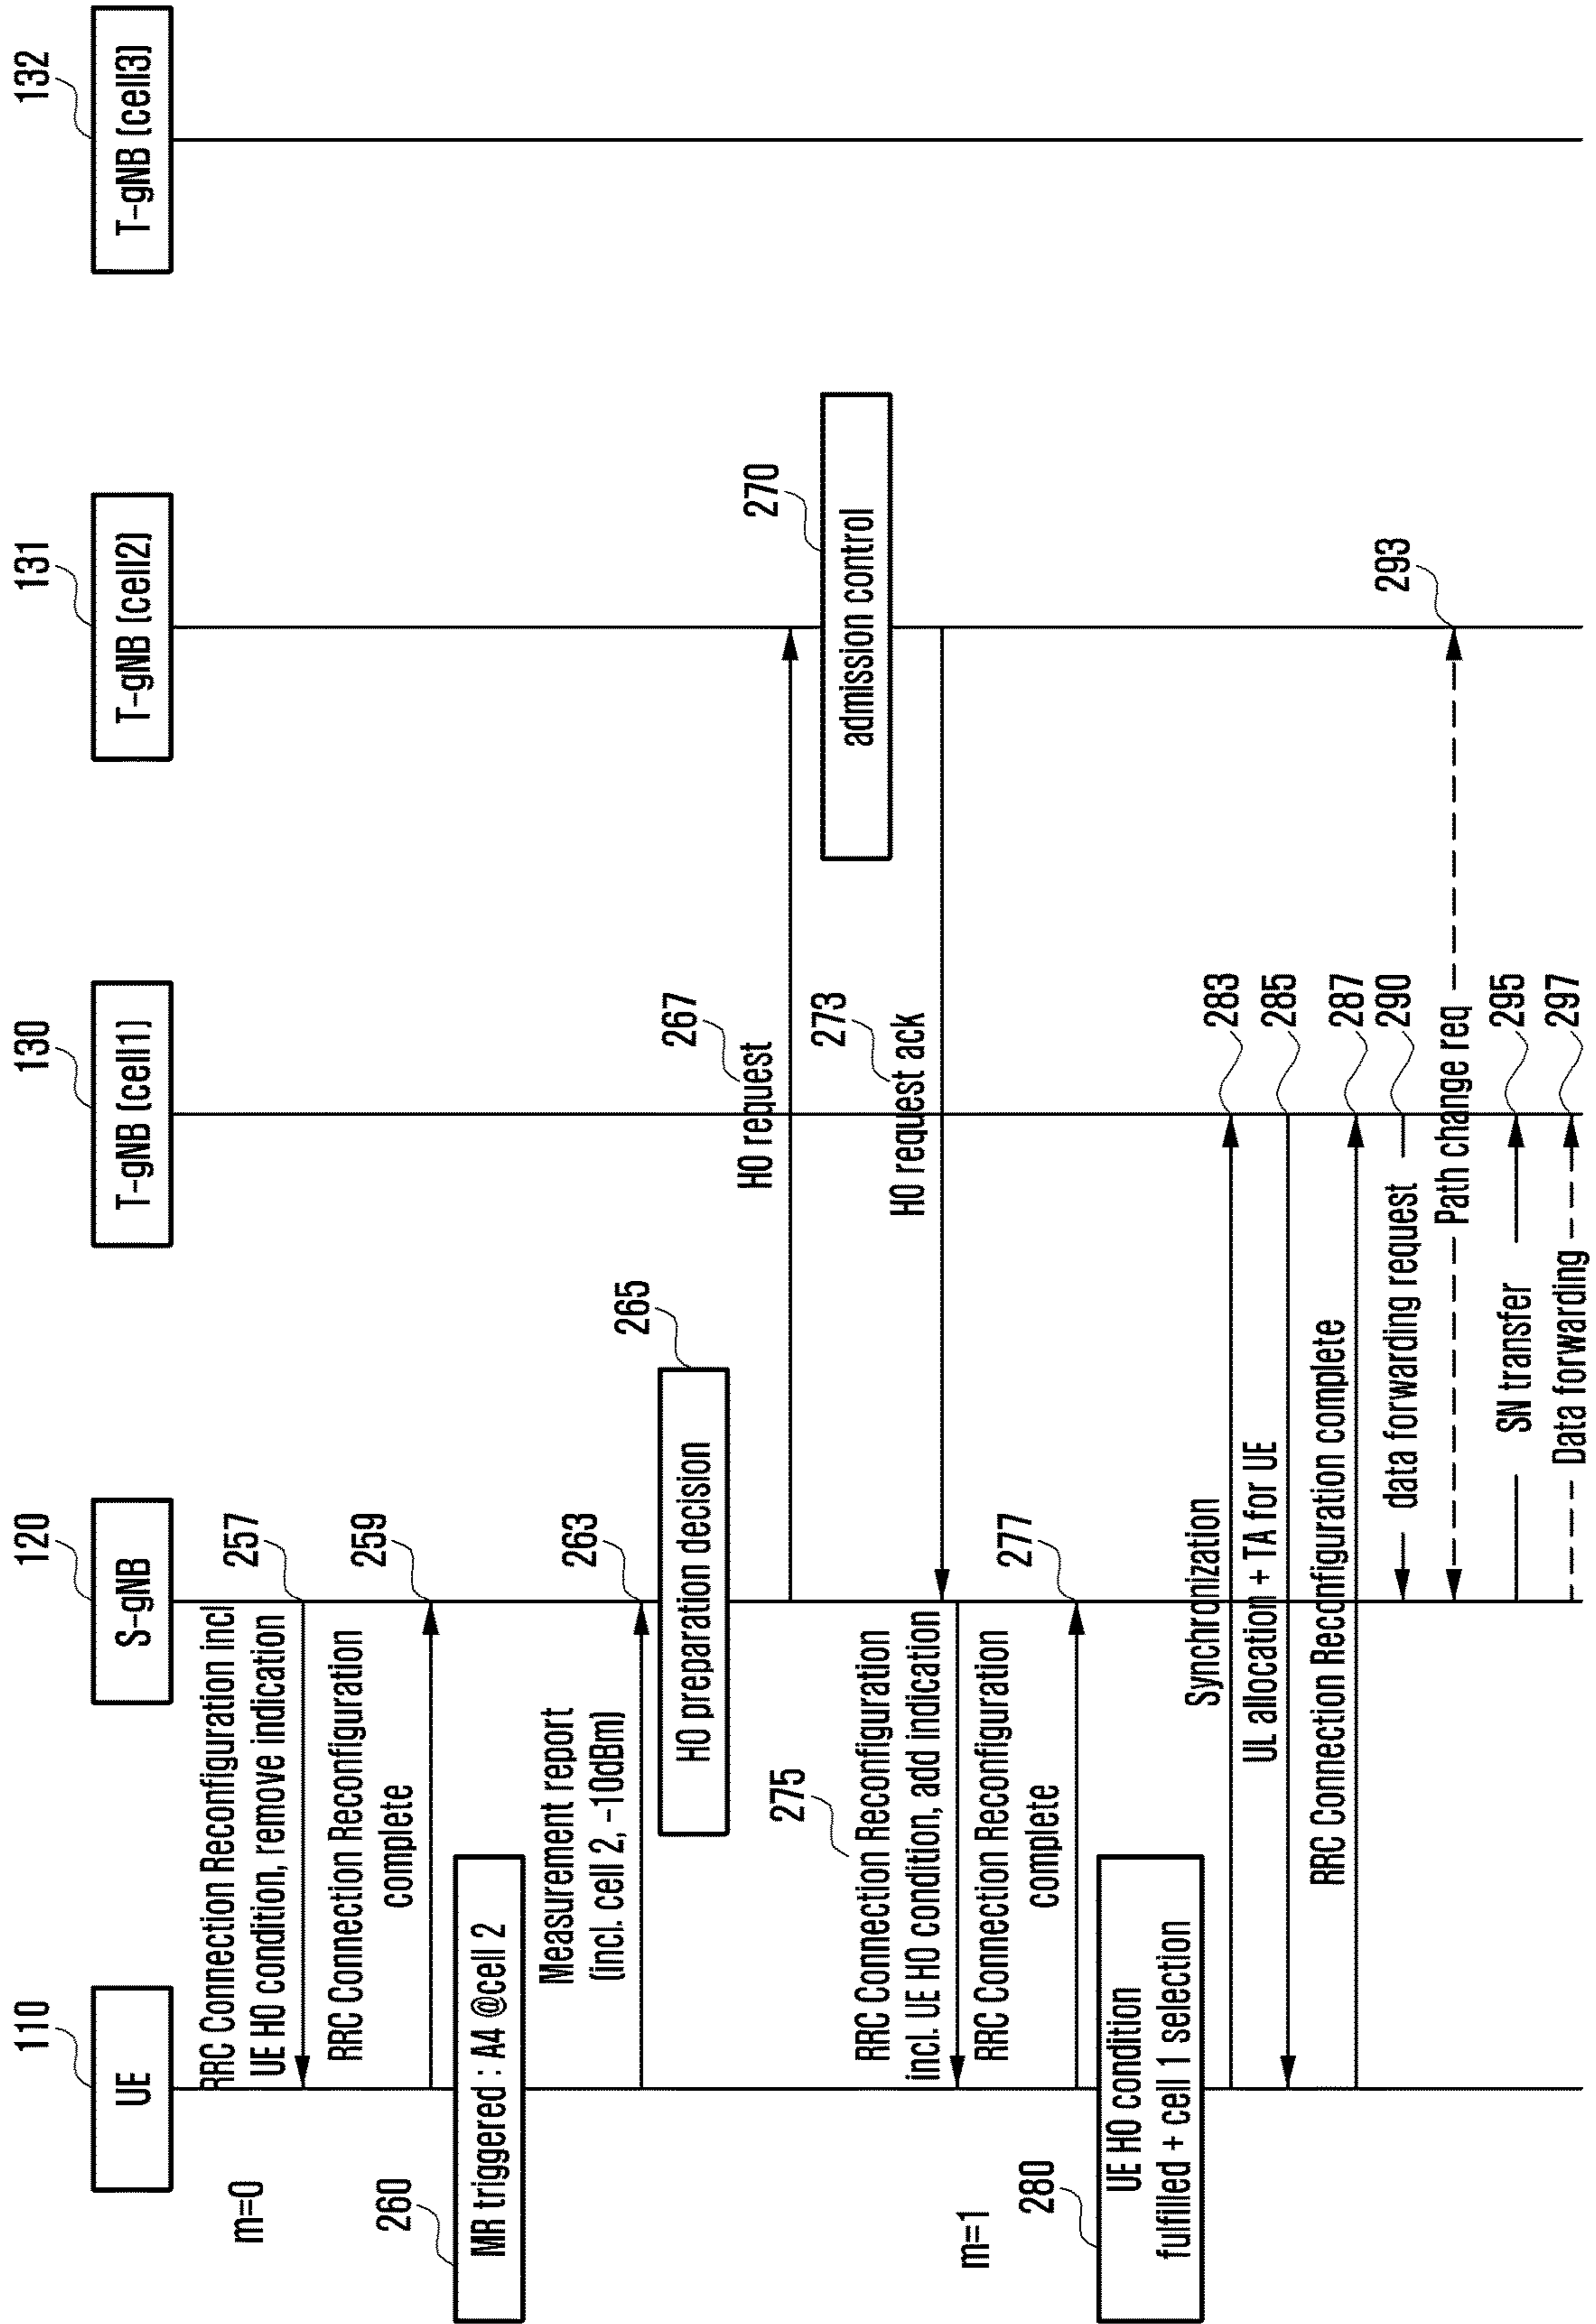 110
UE
120
S-gNB
130
T-gNB (cell1)
131
T-gNB (cell2)
132
T-gNB (cell3)
m=0
RRC Connection Reconfiguration incl
UE HO condition, remove indication
257
RRC Connection Reconfiguration
complete
259
260
MR triggered : A4 @cell 2
Measurement report
(incl. cell 2, -10dBm)
263
265
HO preparation decision
267
HO request
270
admission control
273
HO request ack
275
RRC Connection Reconfiguration
incl. UE HO condition, add indication
m=1
RRC Connection Reconfiguration
complete
277
280
UE HO condition
fulfilled + cell 1 selection
Synchronization
283
UL allocation + TA for UE
285
RRC Connection Reconfiguration complete
287
data forwarding request
290
Path change req
293
SN transfer
295
Data forwarding
297